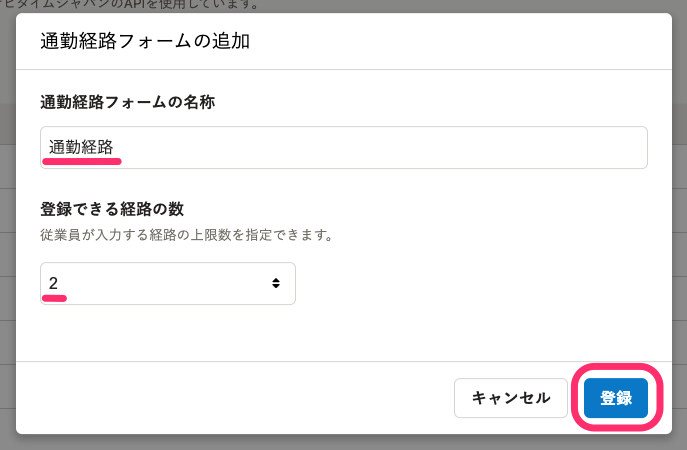 ビタイムジャパンのAPIを使用しています。
通勤経路フォームの追加
通勤経路フォームの名称
通勤経路
登録できる経路の数
従業員が入力する経路の上限数を指定できます。
2
キャンセル
登録